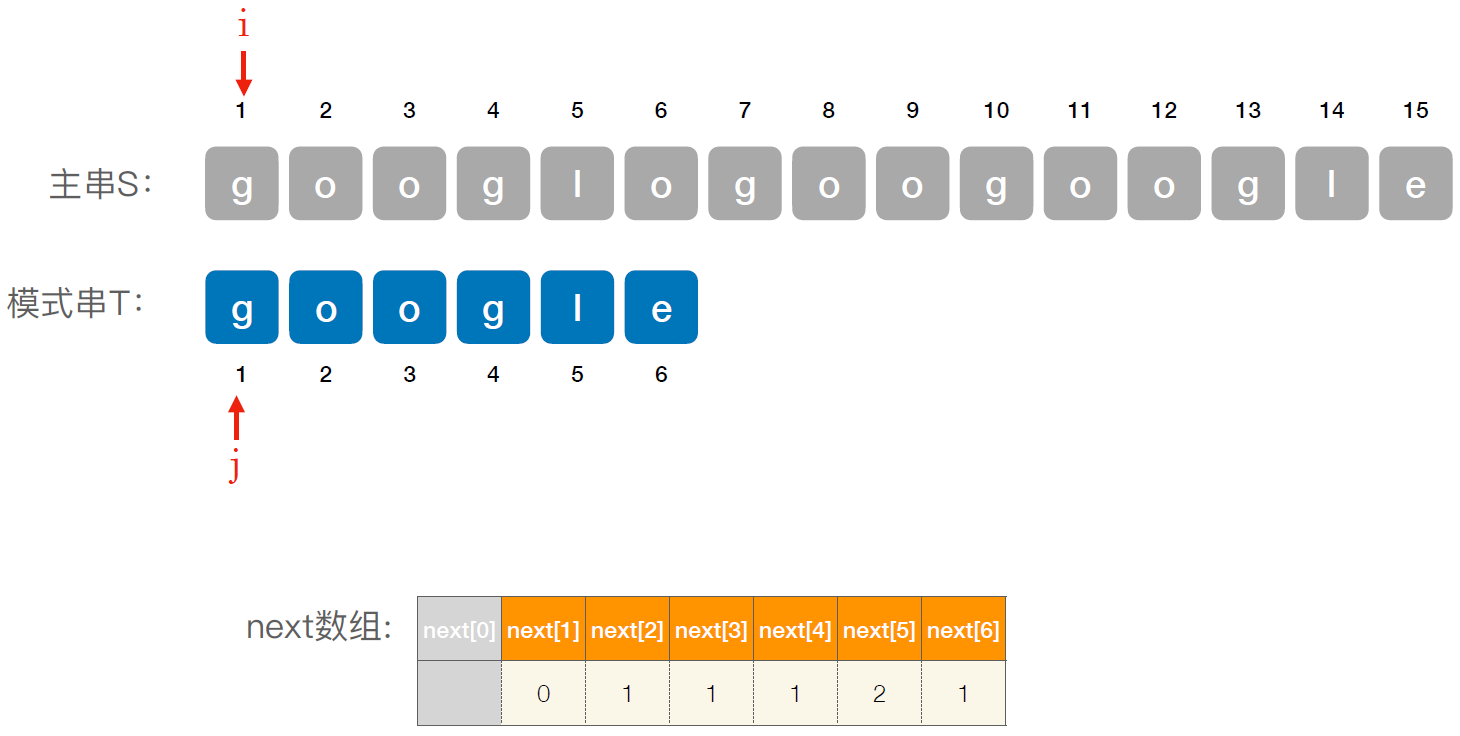 i
1 2 3 4 5 6 7 8 9 10 11 12 13 14 15
主串S： g o o g l o g o o g o o g l e
模式串T： g o o g l e
1 2 3 4 5 6
j
next数组： next[0] next[1] next[2] next[3] next[4] next[5] next[6]
0 1 1 1 2 1